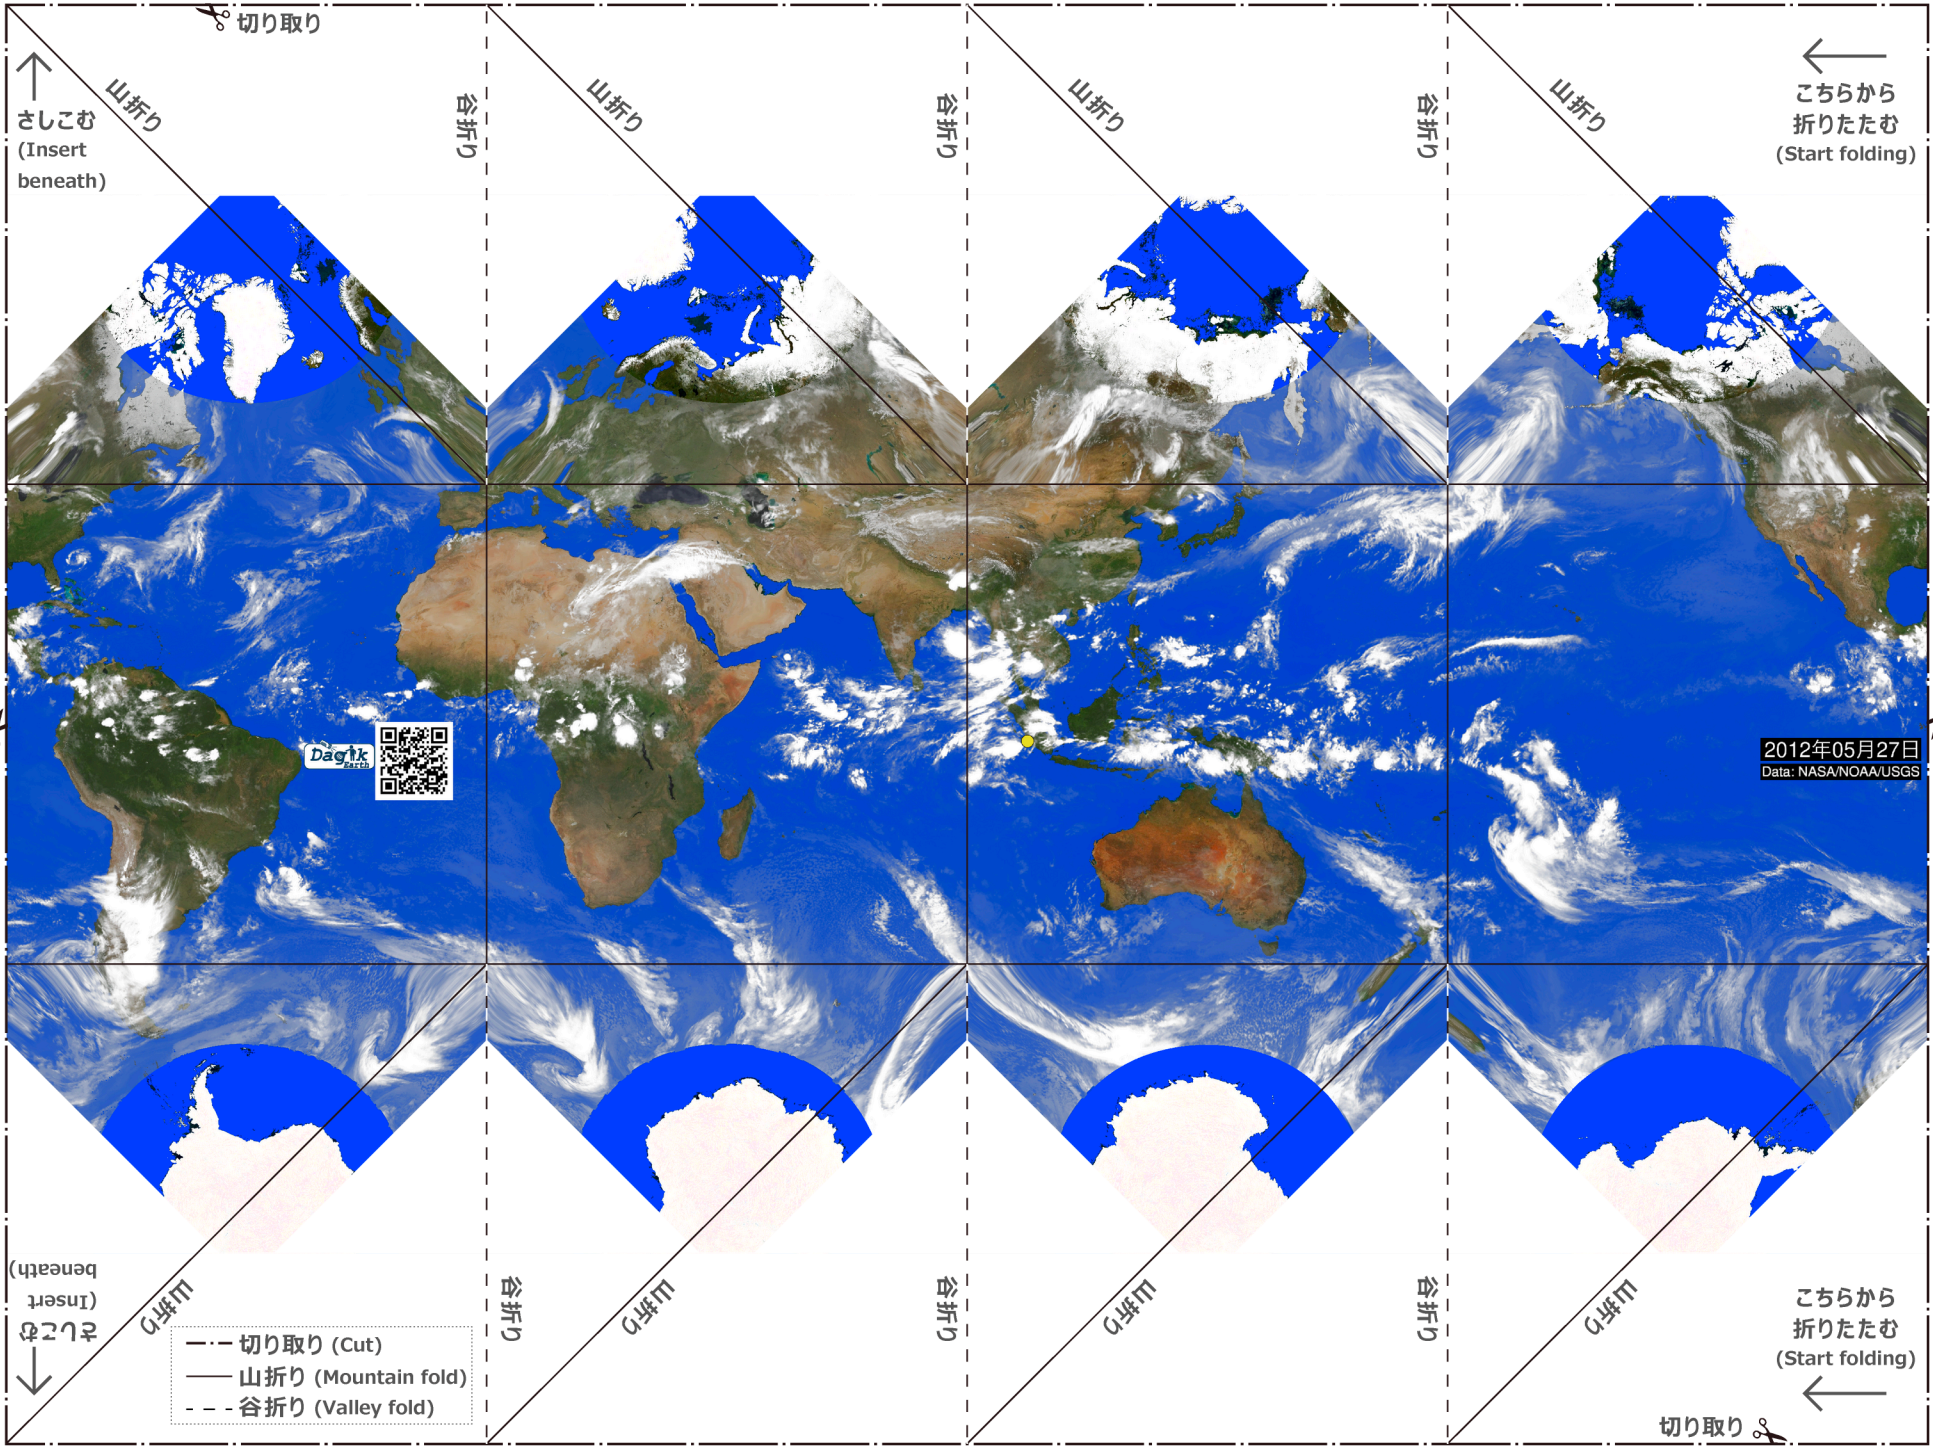 切り取り
山折り
谷折り
山折り
谷折り
山折り
谷折り
山折り
さしこむ
(Insert
beneath)
こちらから
折りたたむ
(Start folding)
Dagik
Earth
2012年05月27日
Data: NASA/NOAA/USGS
さしこむ
(Insert
beneath)
山折り
谷折り
山折り
谷折り
山折り
谷折り
山折り
こちらから
折りたたむ
(Start folding)
切り取り (Cut)
山折り (Mountain fold)
谷折り (Valley fold)
切り取り